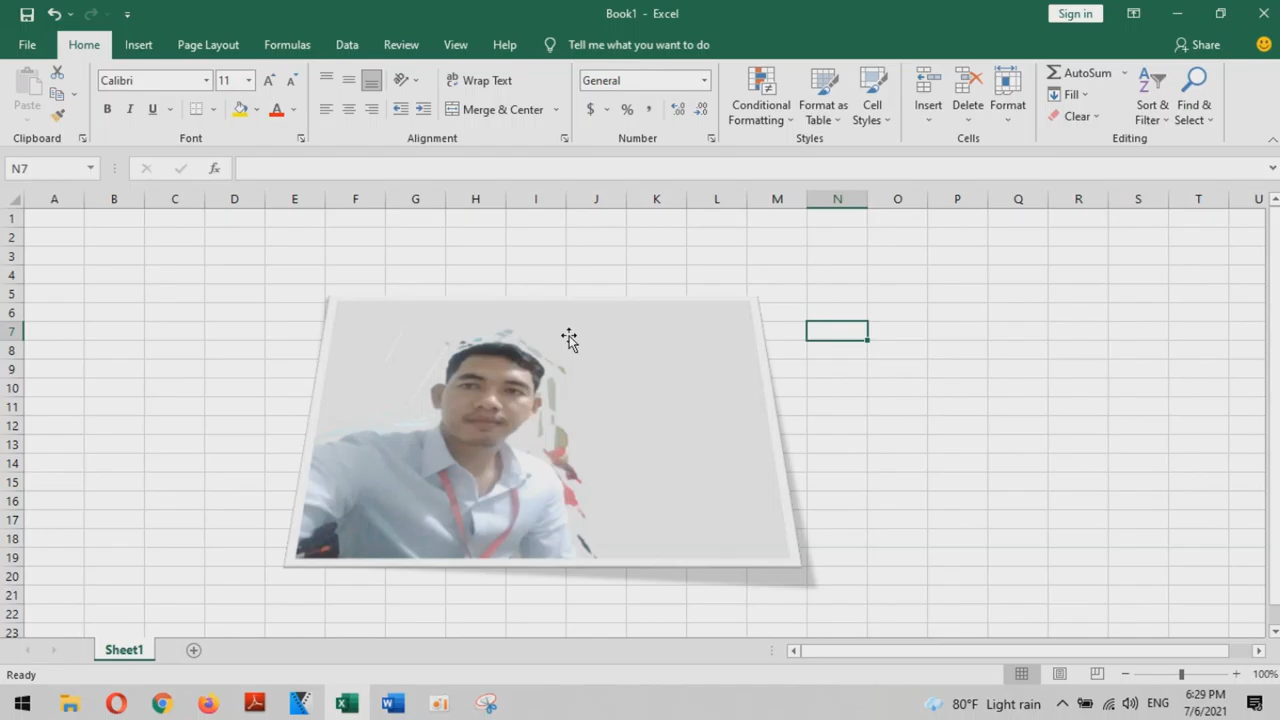 Book1 - Excel
Sign in
File Home Insert Page Layout Formulas Data Review View Help Tell me what you want to do Share
Paste
Calibri 11
B I U A
Wrap Text
Merge & Center
General
$ % ,
Conditional Formatting
Format as Table
Cell Styles
Insert Delete Format
AutoSum
Fill
Clear
Sort & Filter
Find & Select
Clipboard Font Alignment Number Styles Cells Editing
N7 fx
A B C D E F G H I J K L M N O P Q R S T U
1
2
3
4
5
6
7
8
9
10
11
12
13
14
15
16
17
18
19
20
21
22
23
Sheet1
Ready 100%
80°F Light rain ENG 6:29 PM
7/6/2021